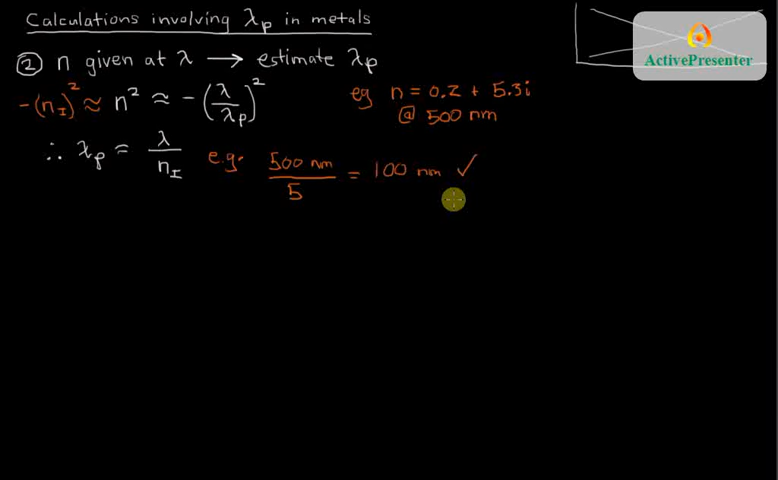 Calculations involving λp in metals
② n given at λ → estimate λp
-(nI)² ≈ n² ≈ -(λ/λp)²
eg n = 0.2 + 5.3i
@ 500 nm
∴ λp = λ/nI e.g. 500 nm/5 = 100 nm ✓
ActivePresenter